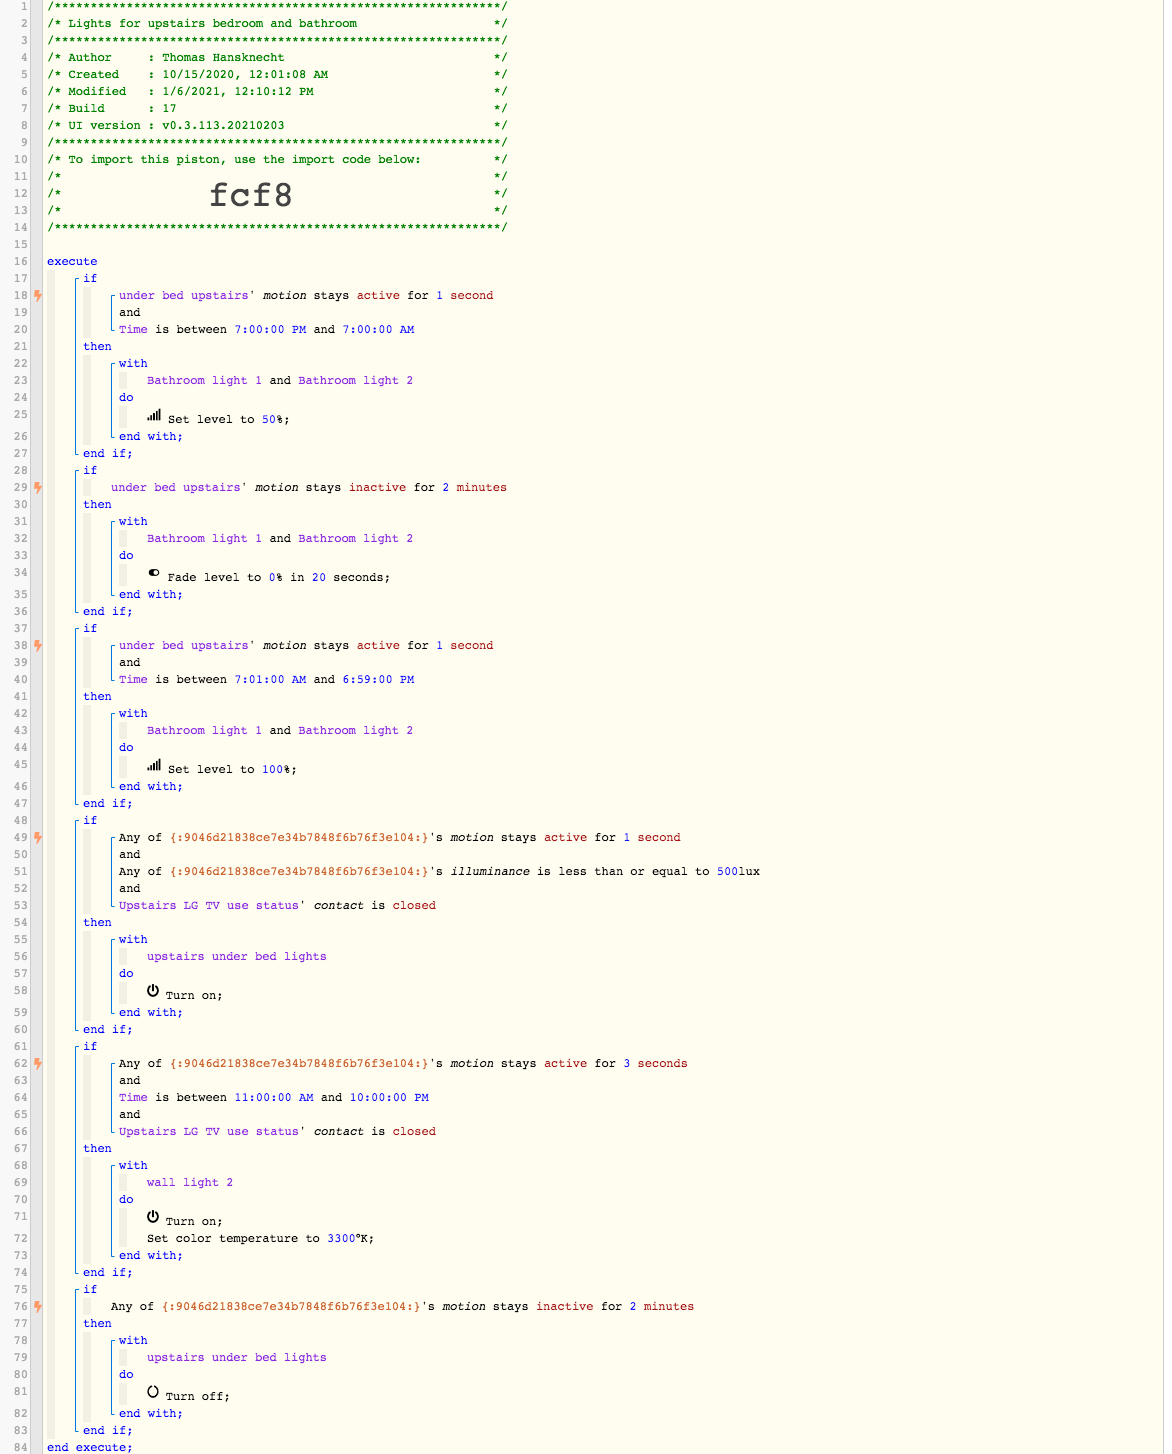 1 /**************************************************************/
2 /* Lights for upstairs bedroom and bathroom */
3 /**************************************************************/
4 /* Author : Thomas Hansknecht */
5 /* Created : 10/15/2020, 12:01:08 AM */
6 /* Modified : 1/6/2021, 12:10:12 PM */
7 /* Build : 17 */
8 /* UI version : v0.3.113.20210203 */
9 /**************************************************************/
10 /* To import this piston, use the import code below: */
11 /* */
12 /* fcf8 */
13 /* */
14 /**************************************************************/
15
16 execute
17 if
18 under bed upstairs' motion stays active for 1 second
19 and
20 Time is between 7:00:00 PM and 7:00:00 AM
21 then
22 with
23 Bathroom light 1 and Bathroom light 2
24 do
25 Set level to 50%;
26 end with;
27 end if;
28 if
29 under bed upstairs' motion stays inactive for 2 minutes
30 then
31 with
32 Bathroom light 1 and Bathroom light 2
33 do
34 Fade level to 0% in 20 seconds;
35 end with;
36 end if;
37 if
38 under bed upstairs' motion stays active for 1 second
39 and
40 Time is between 7:01:00 AM and 6:59:00 PM
41 then
42 with
43 Bathroom light 1 and Bathroom light 2
44 do
45 Set level to 100%;
46 end with;
47 end if;
48 if
49 Any of {:9046d21838ce7e34b7848f6b76f3e104:}'s motion stays active for 1 second
50 and
51 Any of {:9046d21838ce7e34b7848f6b76f3e104:}'s illuminance is less than or equal to 500lux
52 and
53 Upstairs LG TV use status' contact is closed
54 then
55 with
56 upstairs under bed lights
57 do
58 Turn on;
59 end with;
60 end if;
61 if
62 Any of {:9046d21838ce7e34b7848f6b76f3e104:}'s motion stays active for 3 seconds
63 and
64 Time is between 11:00:00 AM and 10:00:00 PM
65 and
66 Upstairs LG TV use status' contact is closed
67 then
68 with
69 wall light 2
70 do
71 Turn on;
72 Set color temperature to 3300°K;
73 end with;
74 end if;
75 if
76 Any of {:9046d21838ce7e34b7848f6b76f3e104:}'s motion stays inactive for 2 minutes
77 then
78 with
79 upstairs under bed lights
80 do
81 Turn off;
82 end with;
83 end if;
84 end execute;